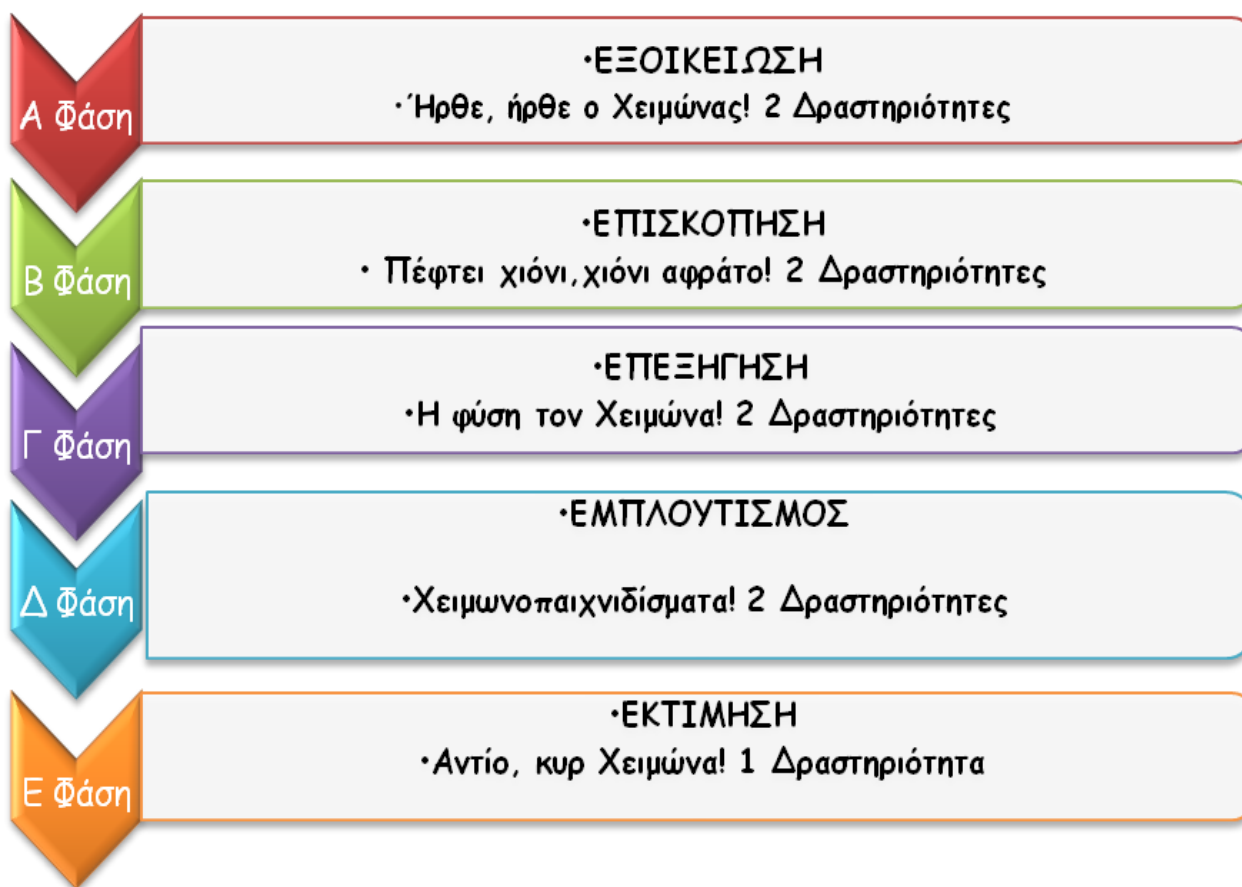 Α Φάση
•ΕΞΟΙΚΕΙΩΣΗ
•Ήρθε, ήρθε ο Χειμώνας! 2 Δραστηριότητες
Β Φάση
•ΕΠΙΣΚΟΠΗΣΗ
• Πέφτει χιόνι,χιόνι αφράτο! 2 Δραστηριότητες
Γ Φάση
•ΕΠΕΞΗΓΗΣΗ
•Η φύση τον Χειμώνα! 2 Δραστηριότητες
Δ Φάση
•ΕΜΠΛΟΥΤΙΣΜΟΣ
•Χειμωνοπαιχνιδίσματα! 2 Δραστηριότητες
Ε Φάση
•ΕΚΤΙΜΗΣΗ
•Αντίο, κυρ Χειμώνα! 1 Δραστηριότητα